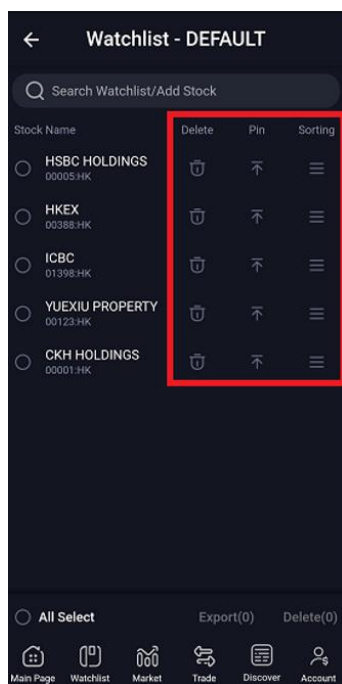 Watchlist - DEFAULT
Search Watchlist/Add Stock
Stock Name Delete Pin Sorting
HSBC HOLDINGS
00005:HK
HKEX
00388:HK
ICBC
01398:HK
YUEXIU PROPERTY
00123:HK
CKH HOLDINGS
00001:HK
All Select Export(0) Delete(0)
Main Page Watchlist Market Trade Discover Account